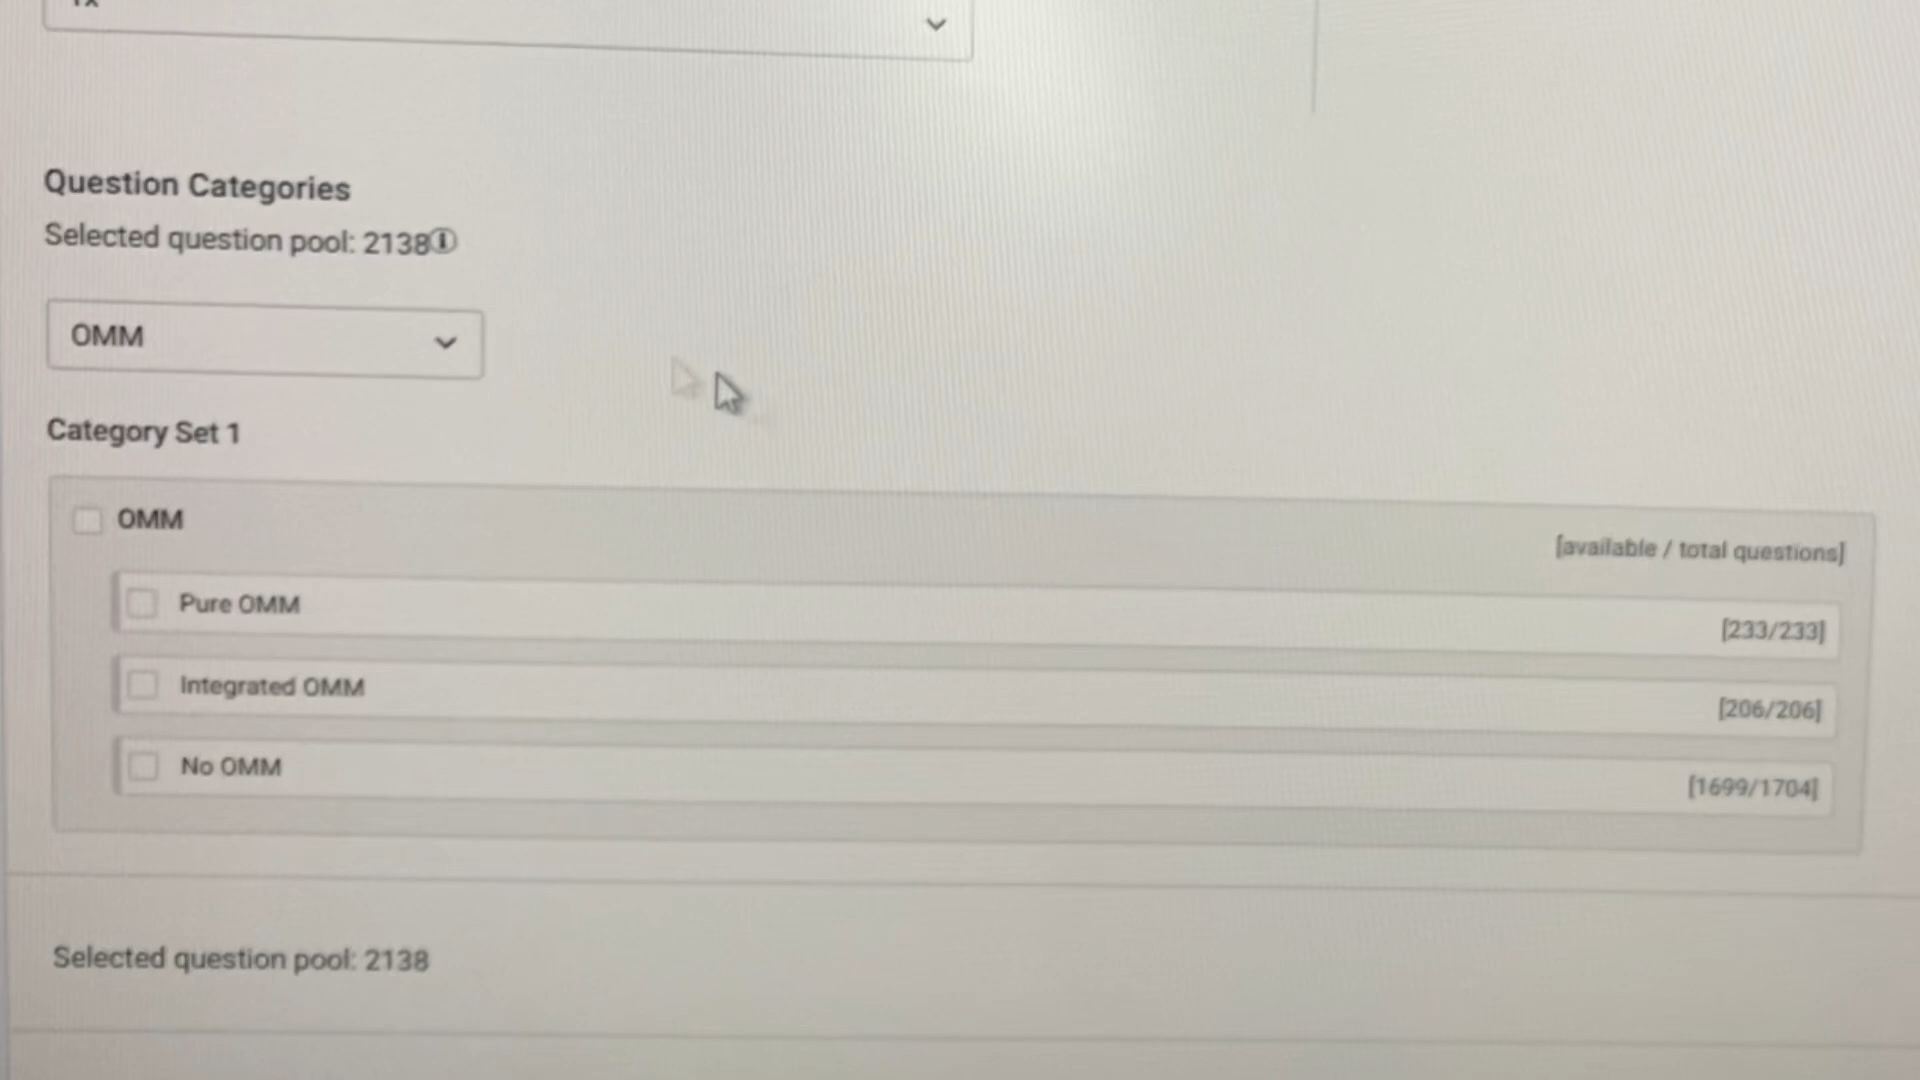 Question Categories
Selected question pool: 2138
OMM
Category Set 1
OMM
[available / total questions]
Pure OMM
[233/233]
Integrated OMM
[206/206]
No OMM
[1699/1704]
Selected question pool: 2138